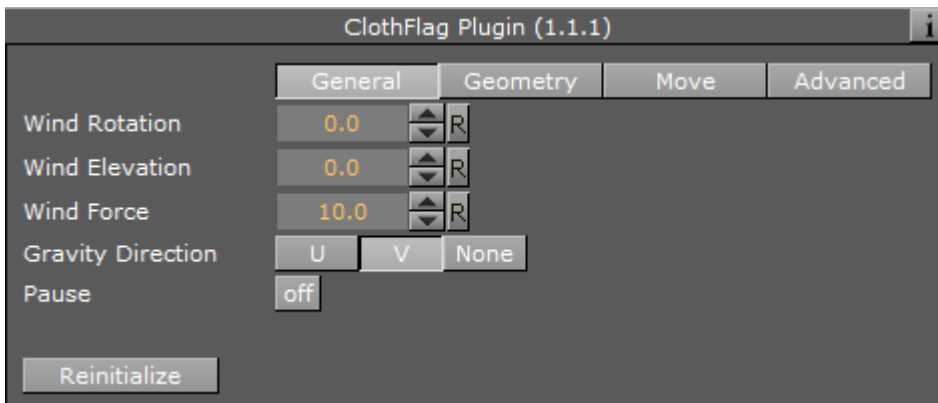 ClothFlag Plugin (1.1.1) i
General Geometry Move Advanced
Wind Rotation 0.0 R
Wind Elevation 0.0 R
Wind Force 10.0 R
Gravity Direction U V None
Pause off
Reinitialize